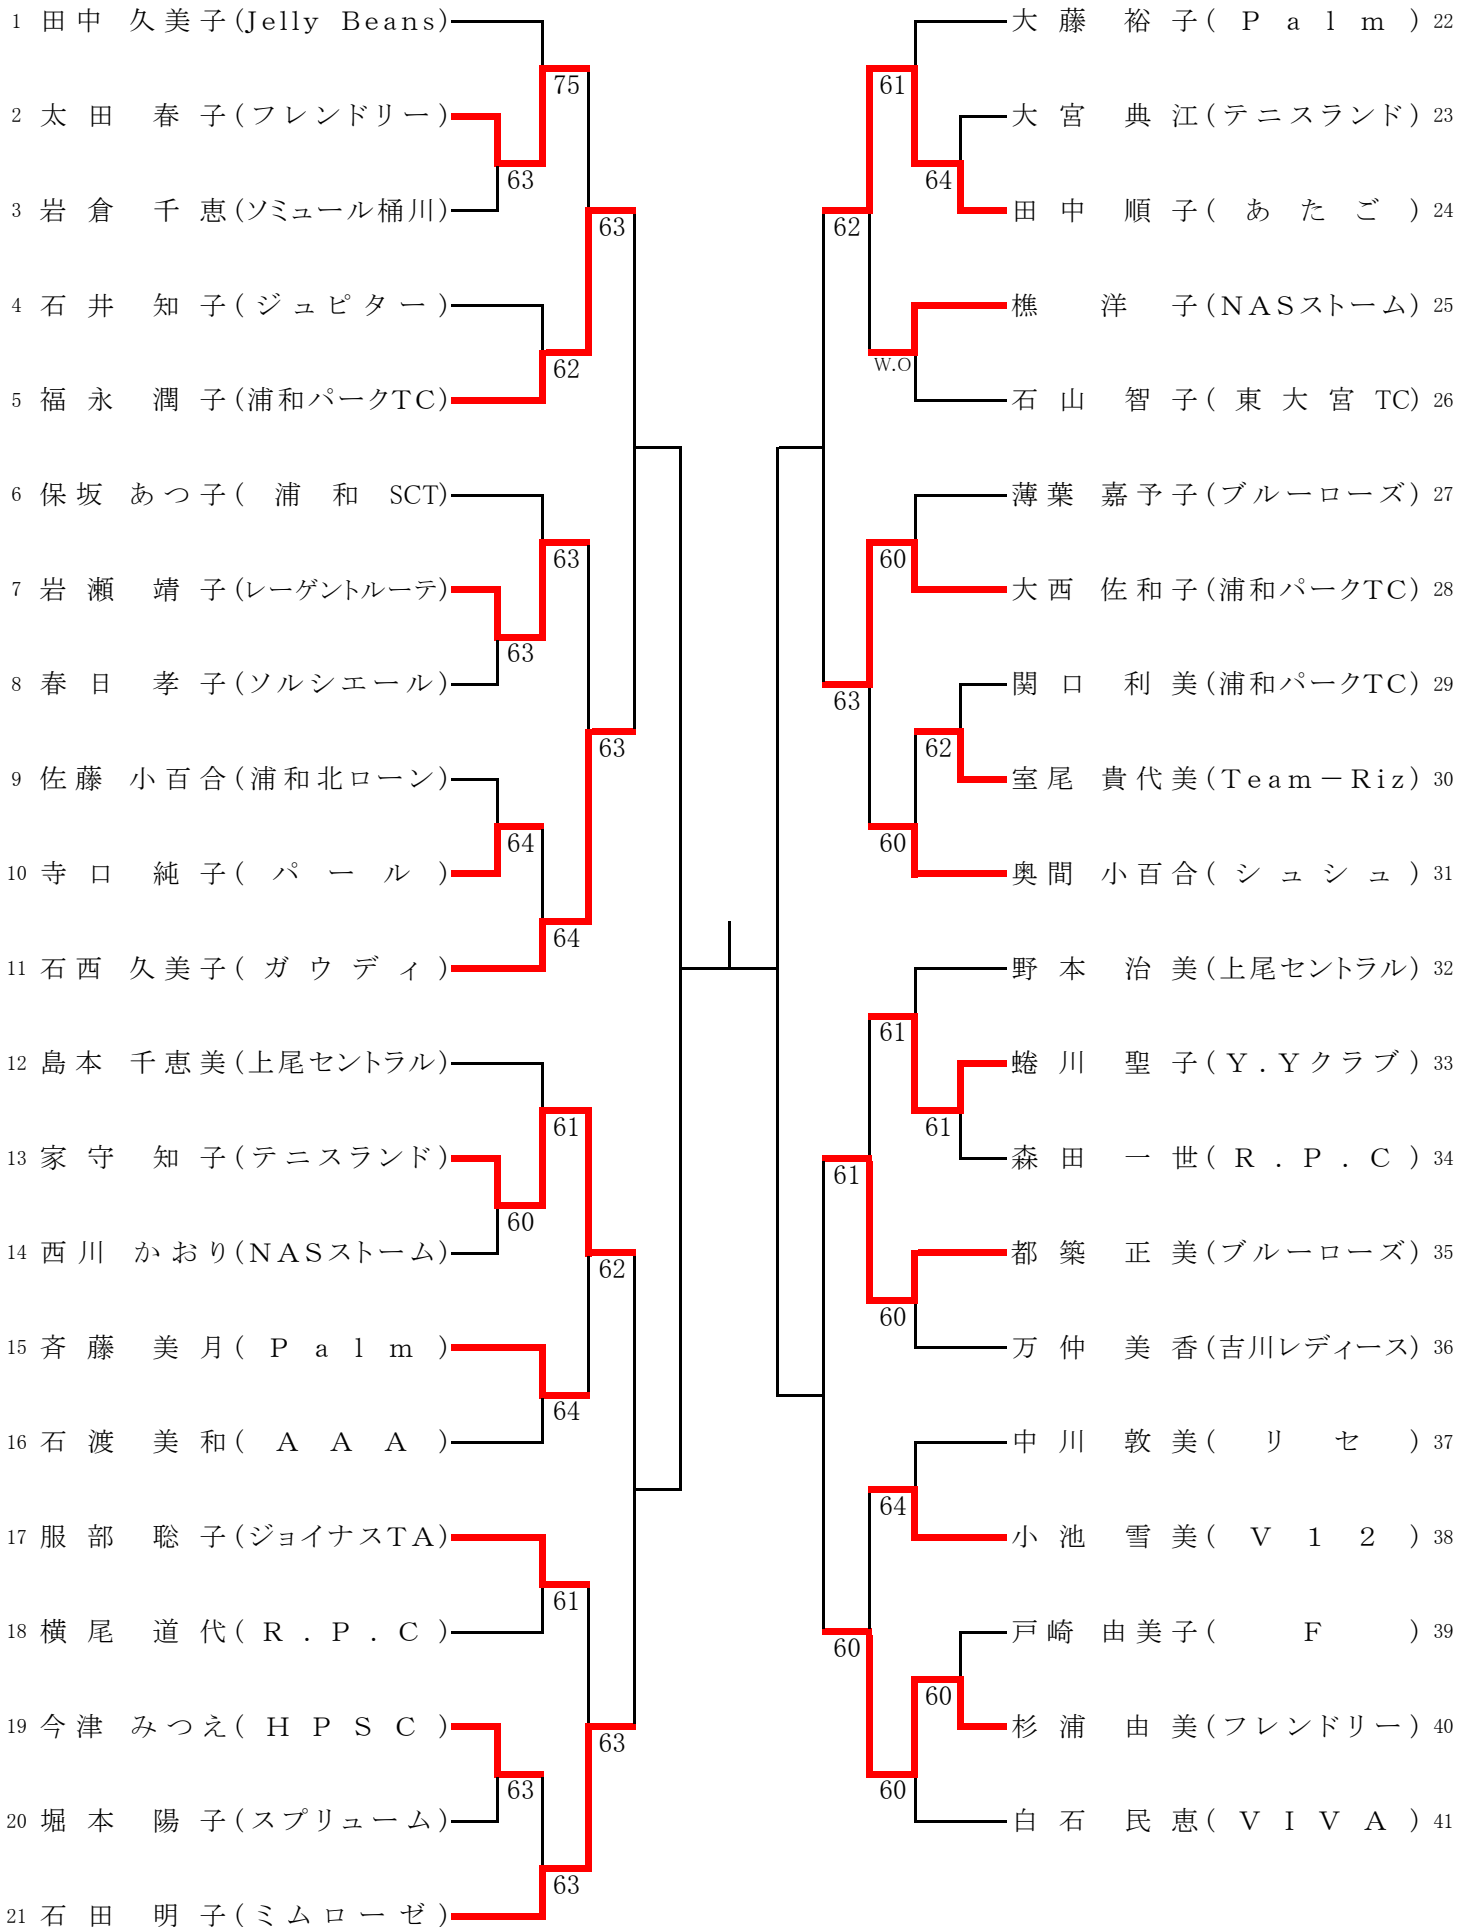 1 田中 久美子(Jelly Beans)
75
2 太田 春子(フレンドリー)
63
3 岩倉 千恵(ソミュール桶川)
63
4 石井 知子(ジュピター)
62
5 福永 潤子(浦和パークTC)
6 保坂 あつ子(浦和 SCT)
63
7 岩瀬 靖子(レーゲントルーテ)
63
8 春日 孝子(ソルシエール)
63
9 佐藤 小百合(浦和北ローン)
64
10 寺口 純子(パール)
64
11 石西 久美子(ガウディ)
12 島本 千恵美(上尾セントラル)
61
13 家守 知子(テニスランド)
60
14 西川 かおり(NASストーム)
62
15 斉藤 美月(Palm)
64
16 石渡 美和(AAA)
17 服部 聡子(ジョイナスTA)
61
18 横尾 道代(R.P.C)
19 今津 みつえ(HPSC)
63
63
20 堀本 陽子(スプリューム)
63
21 石田 明子(ミムローゼ)
大藤 裕子(Palm) 22
61
大宮 典江(テニスランド) 23
64
田中 順子(あたご) 24
62
樵 洋子(NASストーム) 25
W.O
石山 智子(東大宮TC) 26
薄葉 嘉予子(ブルーローズ) 27
60
大西 佐和子(浦和パークTC) 28
関口 利美(浦和パークTC) 29
63
62
室尾 貴代美(Team－Riz) 30
60
奥間 小百合(シュシュ) 31
野本 治美(上尾セントラル) 32
61
蜷川 聖子(Y.Yクラブ) 33
61
森田 一世(R.P.C) 34
61
都築 正美(ブルーローズ) 35
60
万仲 美香(吉川レディース) 36
中川 敦美(リセ) 37
64
小池 雪美(V12) 38
戸崎 由美子(F) 39
60
60
杉浦 由美(フレンドリー) 40
60
白石 民恵(VIVA) 41